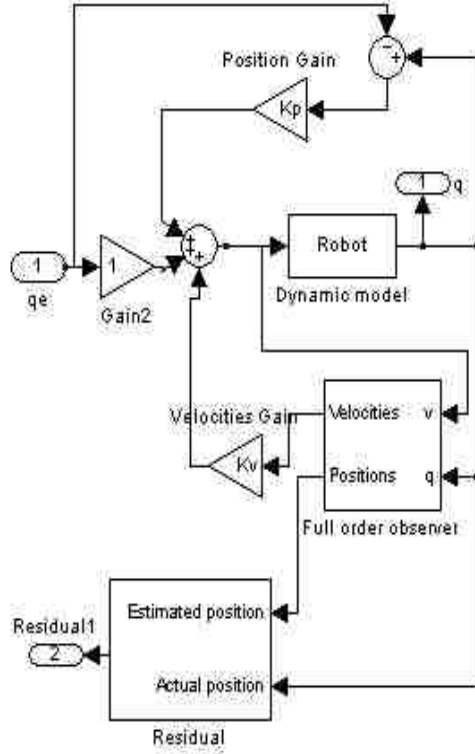 Position Gain
Kp
1
q
1
qe
1
Gain2
Robot
Dynamic model
Velocities Gain
Kv
Velocities
v
Positions
q
Full order observer
Residual1
2
Estimated position
Actual position
Residual